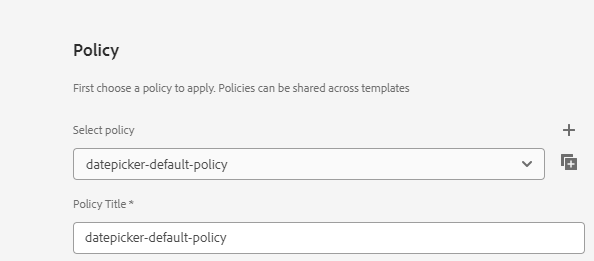 Policy
First choose a policy to apply. Policies can be shared across templates
Select policy
datepicker-default-policy
Policy Title *
datepicker-default-policy